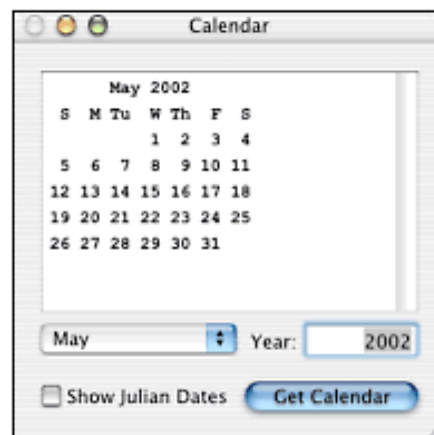 Calendar
May 2002
S M Tu W Th F S
1 2 3 4
5 6 7 8 9 10 11
12 13 14 15 16 17 18
19 20 21 22 23 24 25
26 27 28 29 30 31
May Year: 2002
Show Julian Dates Get Calendar